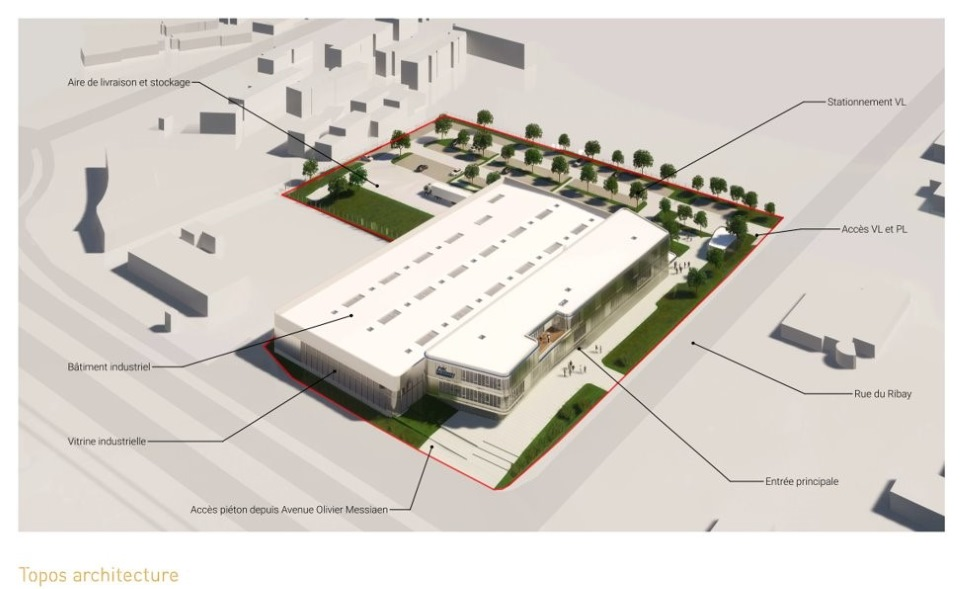 Aire de livraison et stockage
Stationnement VL
Accès VL et PL
Bâtiment industriel
Rue du Ribay
Vitrine industrielle
Entrée principale
Accès piéton depuis Avenue Olivier Messiaen
Topos architecture